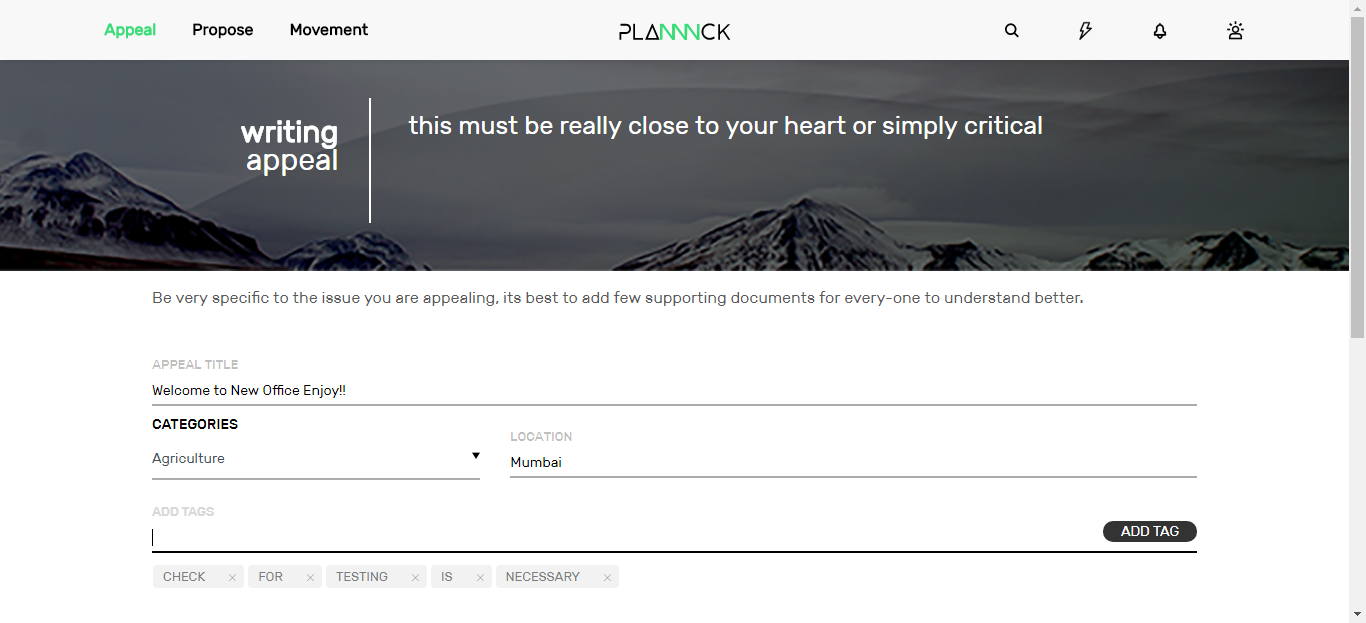 Appeal Propose Movement PLANNNCK
writing
appeal
this must be really close to your heart or simply critical
Be very specific to the issue you are appealing, its best to add few supporting documents for every-one to understand better.
APPEAL TITLE
Welcome to New Office Enjoy!!
CATEGORIES
Agriculture
LOCATION
Mumbai
ADD TAGS
ADD TAG
CHECK × FOR × TESTING × IS × NECESSARY ×